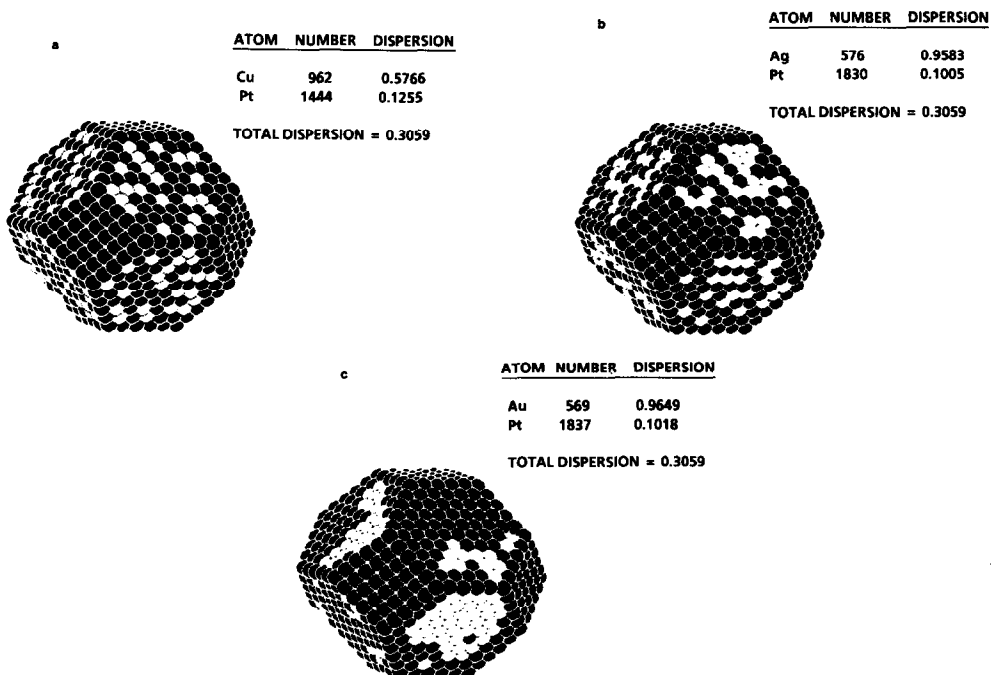 a
ATOM NUMBER DISPERSION
Cu 962 0.5766
Pt 1444 0.1255
TOTAL DISPERSION = 0.3059
b
ATOM NUMBER DISPERSION
Ag 576 0.9583
Pt 1830 0.1005
TOTAL DISPERSION = 0.3059
c
ATOM NUMBER DISPERSION
Au 569 0.9649
Pt 1837 0.1018
TOTAL DISPERSION = 0.3059